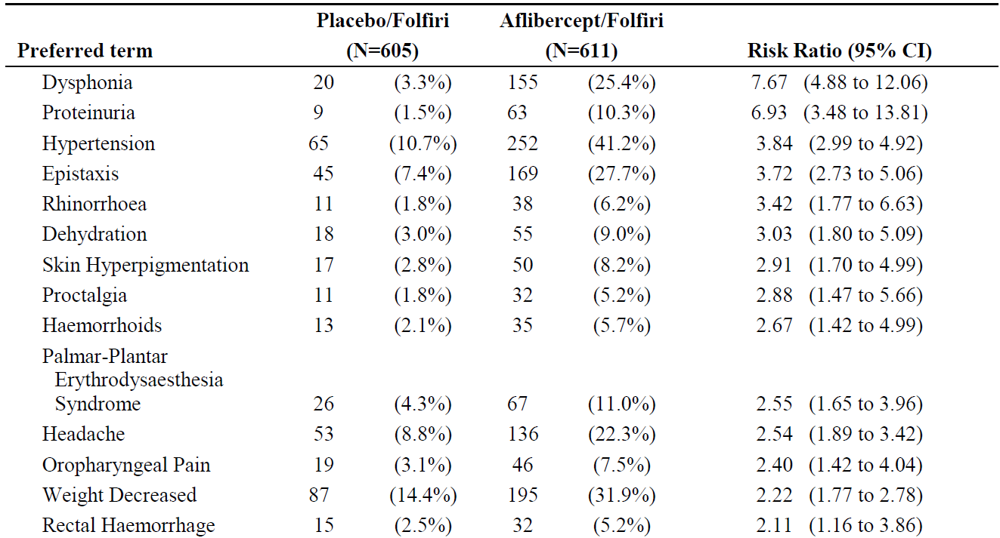 Placebo/Folfiri Aflibercept/Folfiri
Preferred term (N=605) (N=611) Risk Ratio (95% CI)
Dysphonia 20 (3.3%) 155 (25.4%) 7.67 (4.88 to 12.06)
Proteinuria 9 (1.5%) 63 (10.3%) 6.93 (3.48 to 13.81)
Hypertension 65 (10.7%) 252 (41.2%) 3.84 (2.99 to 4.92)
Epistaxis 45 (7.4%) 169 (27.7%) 3.72 (2.73 to 5.06)
Rhinorrhoea 11 (1.8%) 38 (6.2%) 3.42 (1.77 to 6.63)
Dehydration 18 (3.0%) 55 (9.0%) 3.03 (1.80 to 5.09)
Skin Hyperpigmentation 17 (2.8%) 50 (8.2%) 2.91 (1.70 to 4.99)
Proctalgia 11 (1.8%) 32 (5.2%) 2.88 (1.47 to 5.66)
Haemorrhoids 13 (2.1%) 35 (5.7%) 2.67 (1.42 to 4.99)
Palmar-Plantar
Erythrodysaesthesia
Syndrome 26 (4.3%) 67 (11.0%) 2.55 (1.65 to 3.96)
Headache 53 (8.8%) 136 (22.3%) 2.54 (1.89 to 3.42)
Oropharyngeal Pain 19 (3.1%) 46 (7.5%) 2.40 (1.42 to 4.04)
Weight Decreased 87 (14.4%) 195 (31.9%) 2.22 (1.77 to 2.78)
Rectal Haemorrhage 15 (2.5%) 32 (5.2%) 2.11 (1.16 to 3.86)